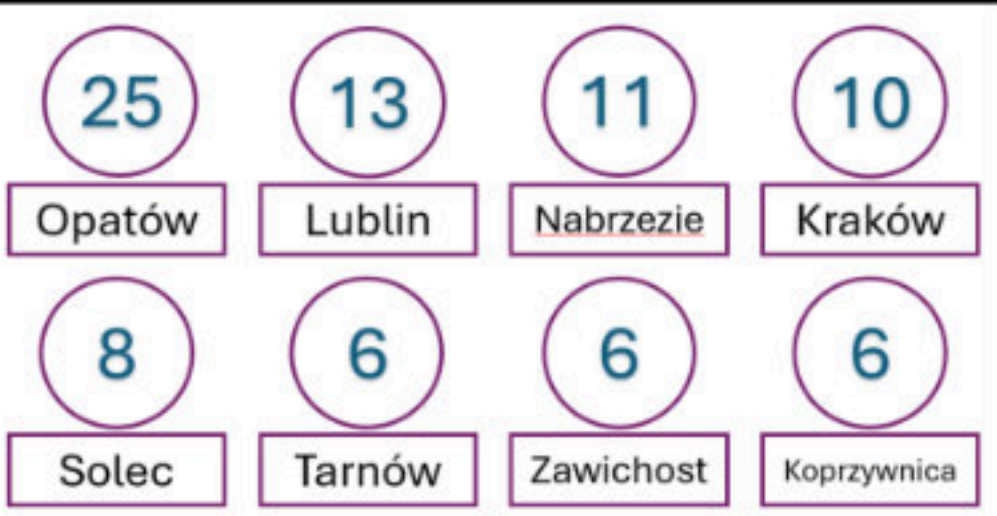 25 13 11 10
Opatów Lublin Nabrzezie Kraków
8 6 6 6
Solec Tarnów Zawichost Koprzywnica